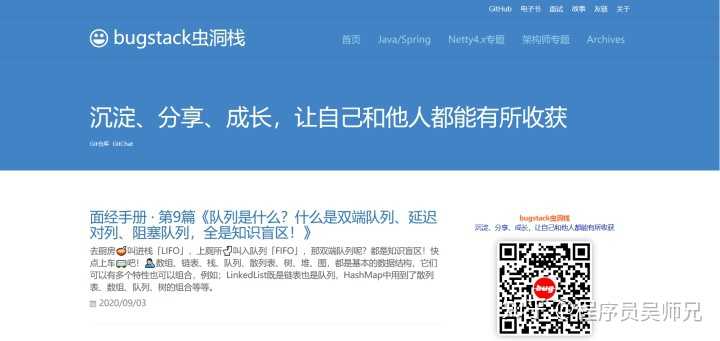 GitHub 电子书 面试 故事 友链 关于
bugstack虫洞栈
首页 Java/Spring Netty4.x专题 架构师专题 Archives
沉淀、分享、成长，让自己和他人都能有所收获
Git仓库 GitChat
面经手册 · 第9篇《队列是什么？什么是双端队列、延迟
对列、阻塞队列，全是知识盲区！》
去厨房🍳叫进栈「LIFO」，上厕所🚽叫入队列「FIFO」，那双端队列呢？都是知识盲区！快
点上车🚌吧！数组、链表、栈、队列、散列表、树、堆、图，都是基本的数据结构，它们
可以有多个特性也可以组合，例如；LinkedList既是链表也是队列，HashMap中用到了散列
表、数组、队列、树的组合等等。
2020/09/03
bugstack虫洞栈
沉淀、分享、成长，让自己和他人都能有所收获
bug
知乎 @程序员吴师兄